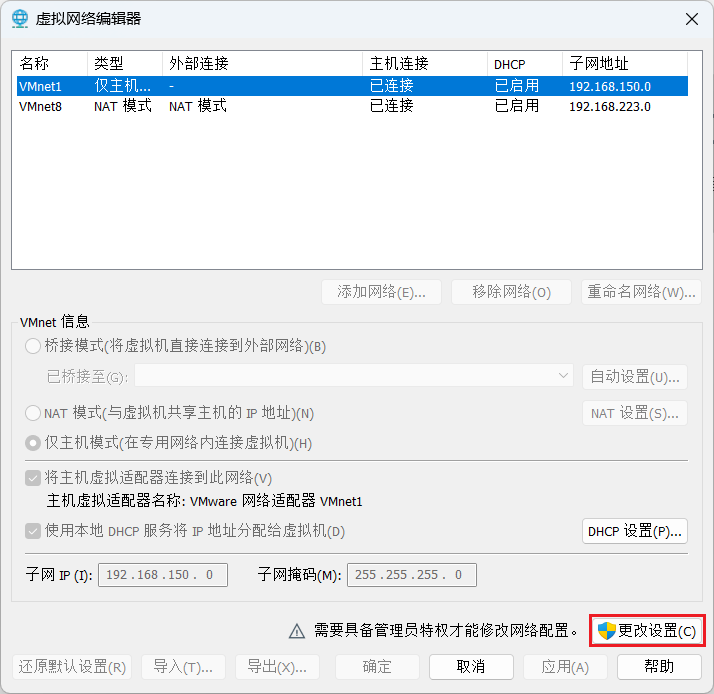 虚拟网络编辑器
名称 类型 外部连接 主机连接 DHCP 子网地址
VMnet1 仅主机... - 已连接 已启用 192.168.150.0
VMnet8 NAT 模式 NAT 模式 已连接 已启用 192.168.223.0
添加网络(E)... 移除网络(O) 重命名网络(W)...
VMnet 信息
桥接模式(将虚拟机直接连接到外部网络)(B)
已桥接至(G): 自动设置(U)...
NAT 模式(与虚拟机共享主机的 IP 地址)(N) NAT 设置(S)...
仅主机模式(在专用网络内连接虚拟机)(H)
将主机虚拟适配器连接到此网络(V)
主机虚拟适配器名称: VMware 网络适配器 VMnet1
使用本地 DHCP 服务将 IP 地址分配给虚拟机(D) DHCP 设置(P)...
子网 IP (I): 192.168.150. 0 子网掩码(M): 255.255.255. 0
需要具备管理员特权才能修改网络配置。 更改设置(C)
还原默认设置(R) 导入(T)... 导出(X)... 确定 取消 应用(A) 帮助